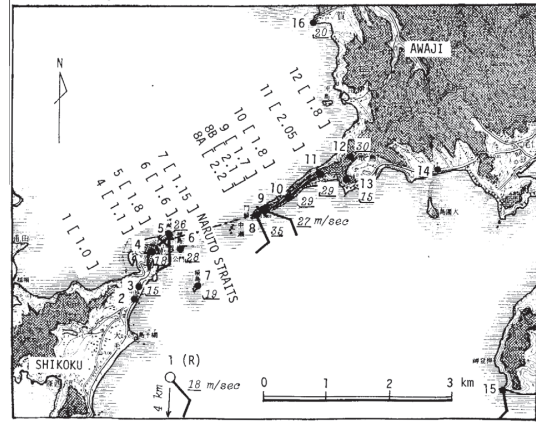 16
20
AWAJI
N
12 [ 1.8 ]
11 [ 2.05 ]
10 [ 1.8 ]
9 [ 1.7 ]
8B [ 2.1 ]
8A [ 2.2 ]
7 [ 1.15 ]
6 [ 1.6 ]
5 [ 1.8 ]
4 [ 1.1 ]
1 [ 1.0 ]
12
30
11
29
13
15
14
10
29
9
8
27 m/sec
36
NARUTO STRAITS
5
26
6
28
4
18
3
15
2
7
19
SHIKOKU
1 (R)
18 m/sec
4 km
0 1 2 3 km
15